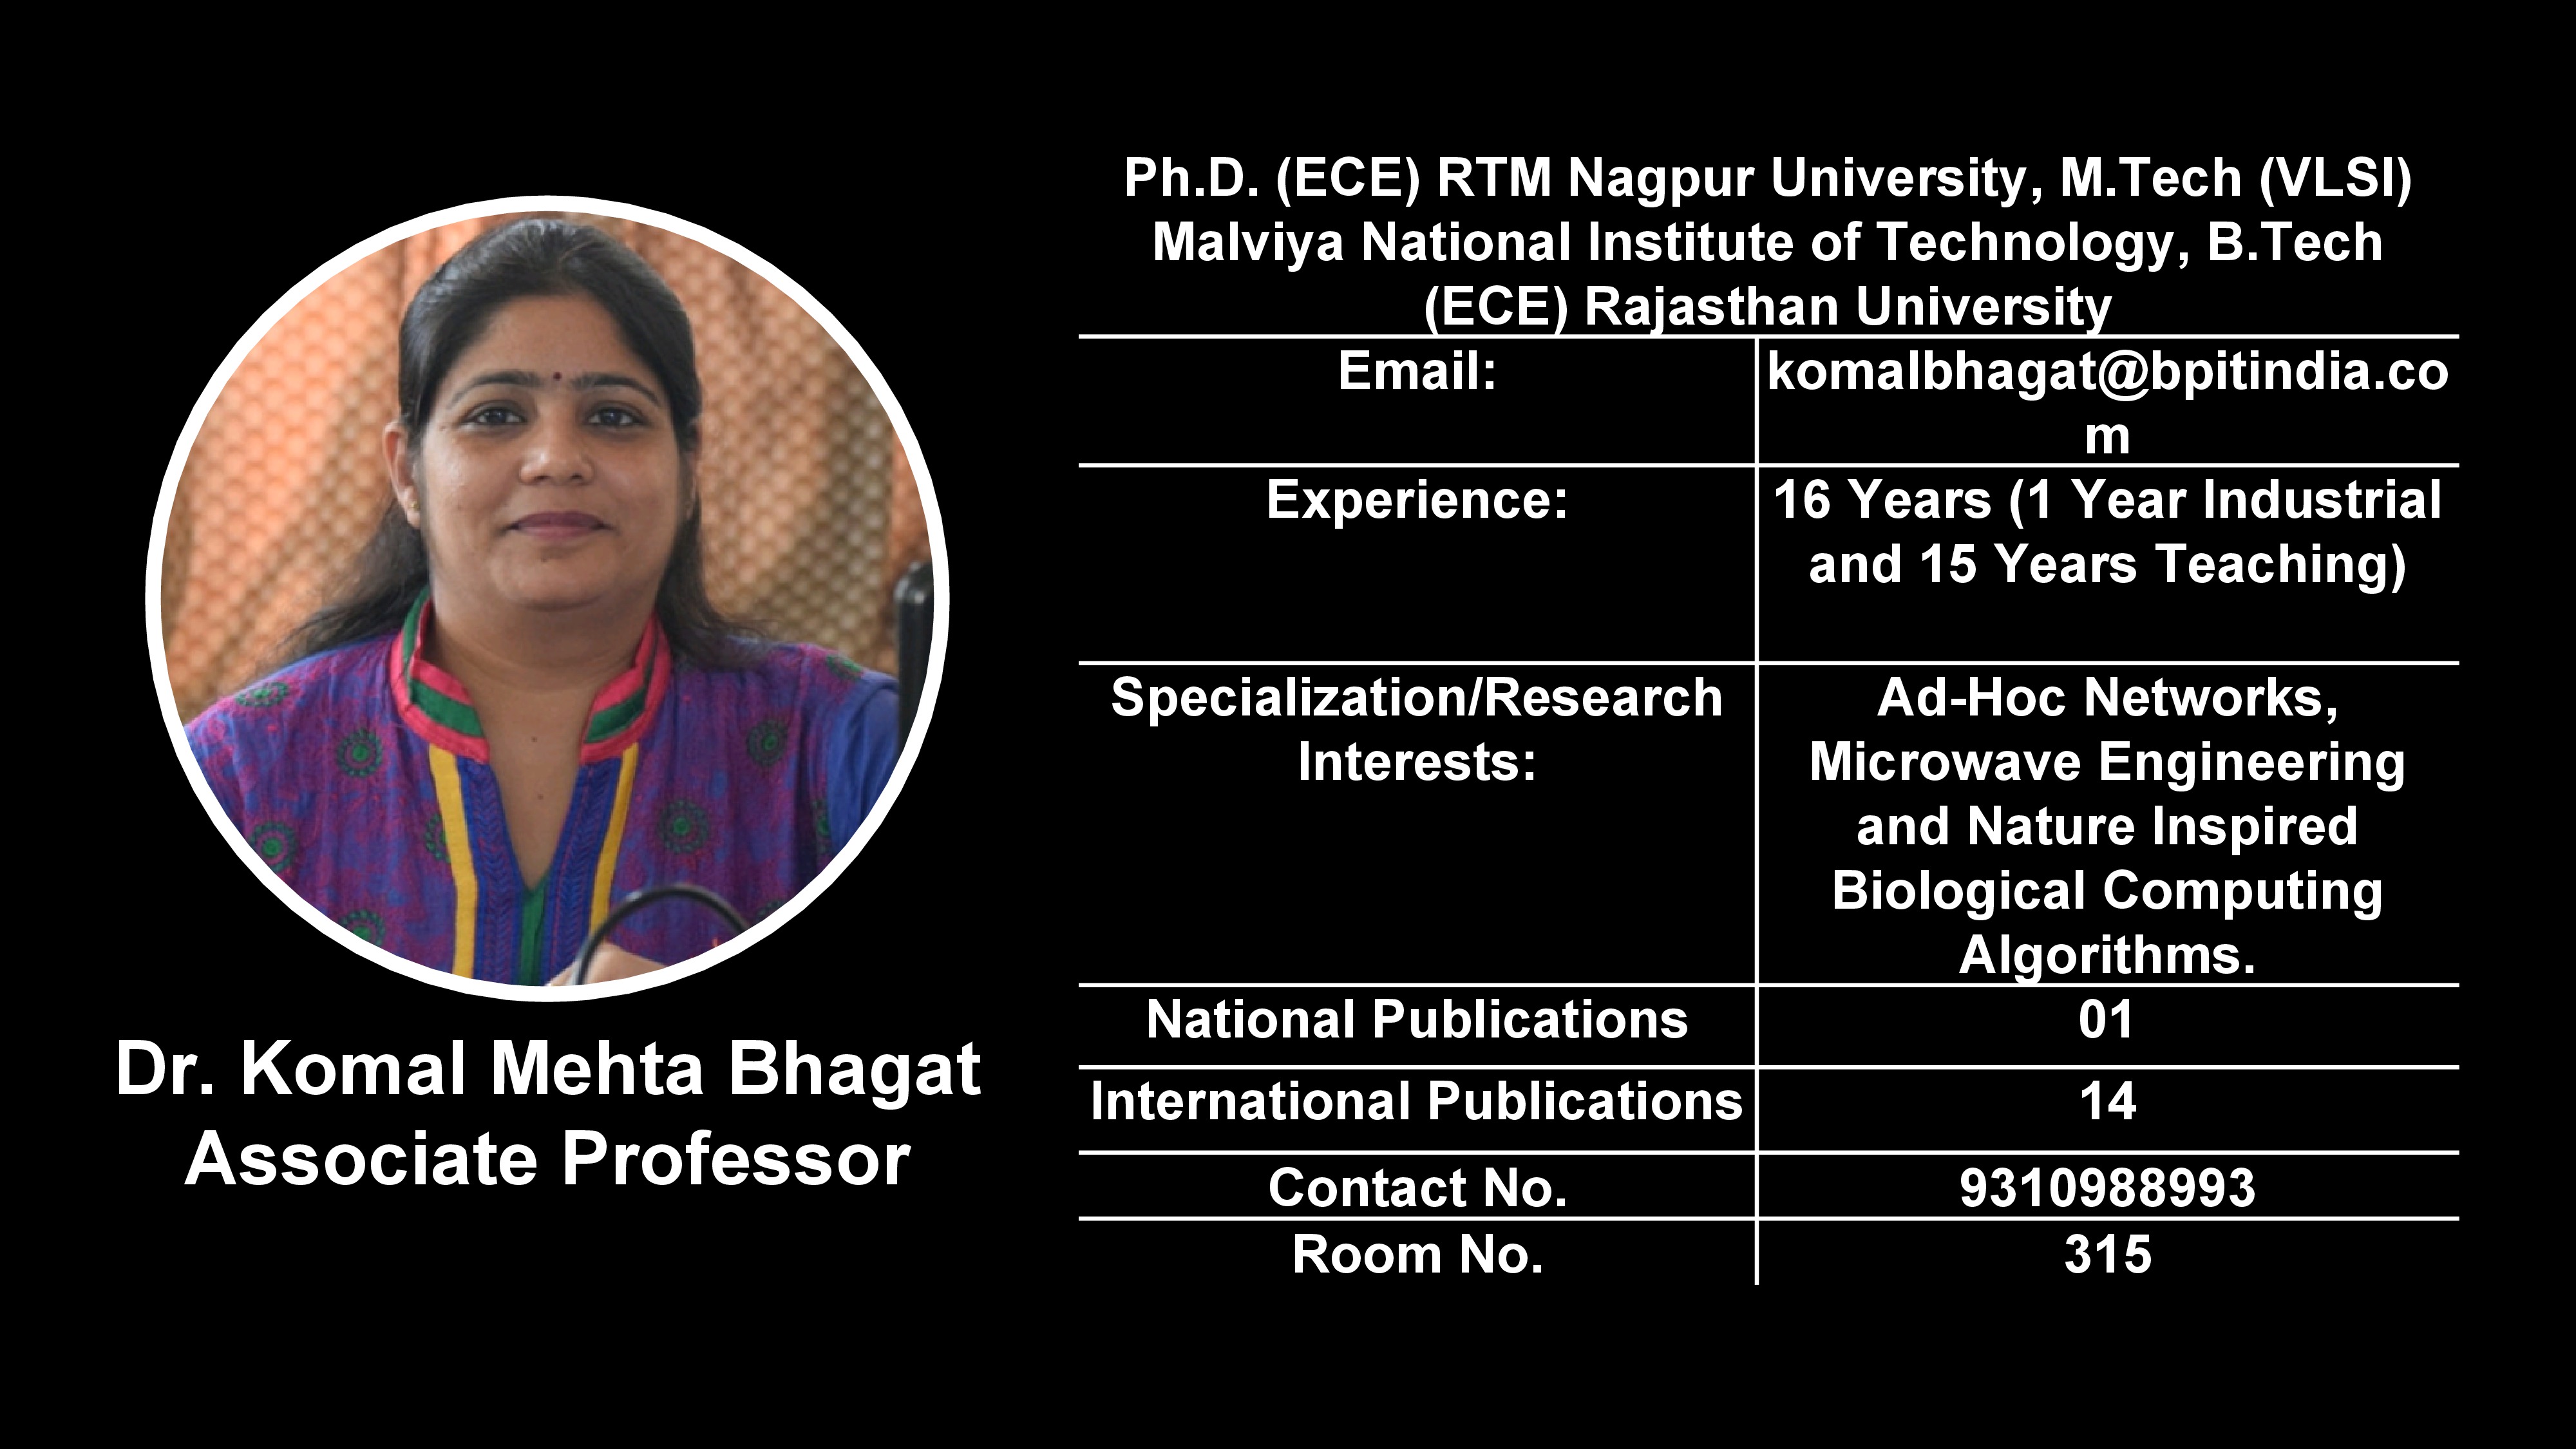 Dr. Komal Mehta Bhagat
Associate Professor
Ph.D. (ECE) RTM Nagpur University, M.Tech (VLSI)
Malviya National Institute of Technology, B.Tech
(ECE) Rajasthan University
Email:
komalbhagat@bpitindia.co
m
Experience:
16 Years (1 Year Industrial
and 15 Years Teaching)
Specialization/Research
Interests:
Ad-Hoc Networks,
Microwave Engineering
and Nature Inspired
Biological Computing
Algorithms.
National Publications
01
International Publications
14
Contact No.
9310988993
Room No.
315